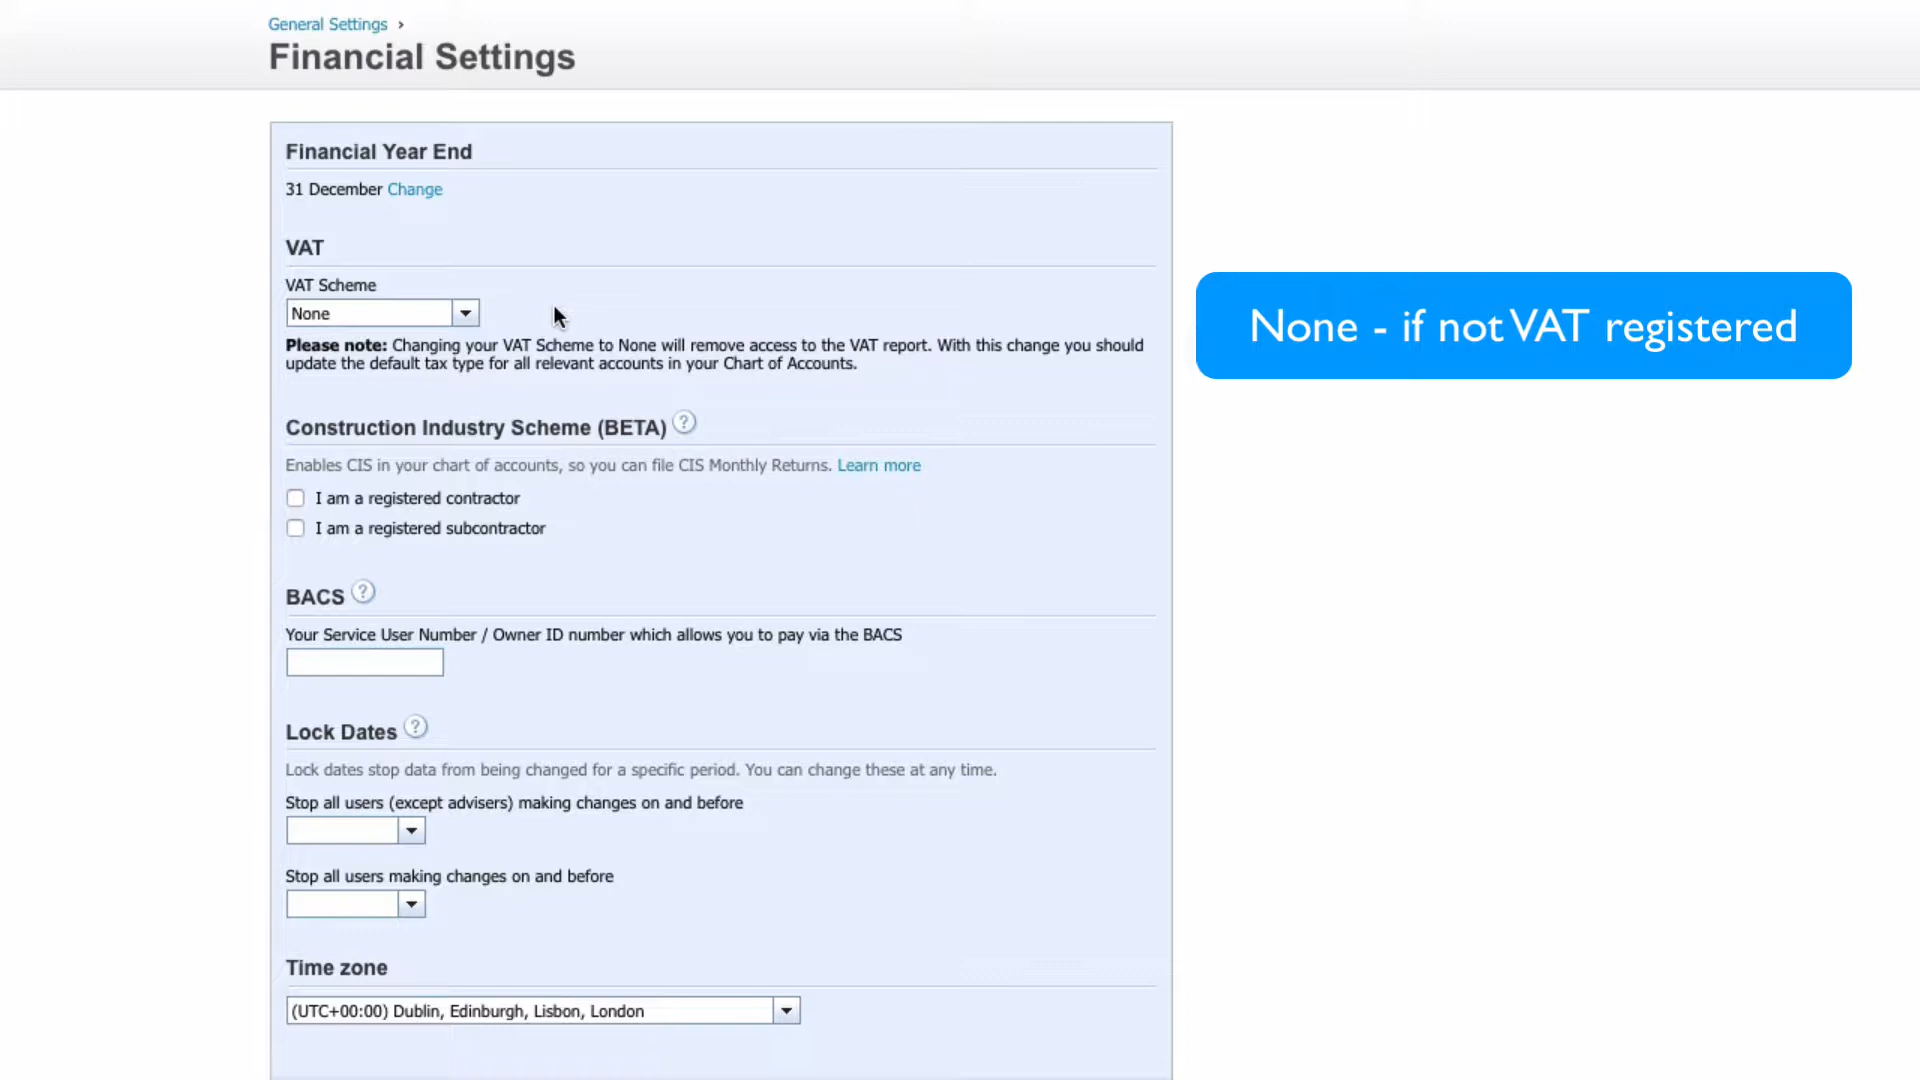 General Settings ›
Financial Settings
Financial Year End
31 December Change
VAT
VAT Scheme
None
Please note: Changing your VAT Scheme to None will remove access to the VAT report. With this change you should
update the default tax type for all relevant accounts in your Chart of Accounts.
None - if not VAT registered
Construction Industry Scheme (BETA) ?
Enables CIS in your chart of accounts, so you can file CIS Monthly Returns. Learn more
I am a registered contractor
I am a registered subcontractor
BACS ?
Your Service User Number / Owner ID number which allows you to pay via the BACS
Lock Dates ?
Lock dates stop data from being changed for a specific period. You can change these at any time.
Stop all users (except advisers) making changes on and before
Stop all users making changes on and before
Time zone
(UTC+00:00) Dublin, Edinburgh, Lisbon, London